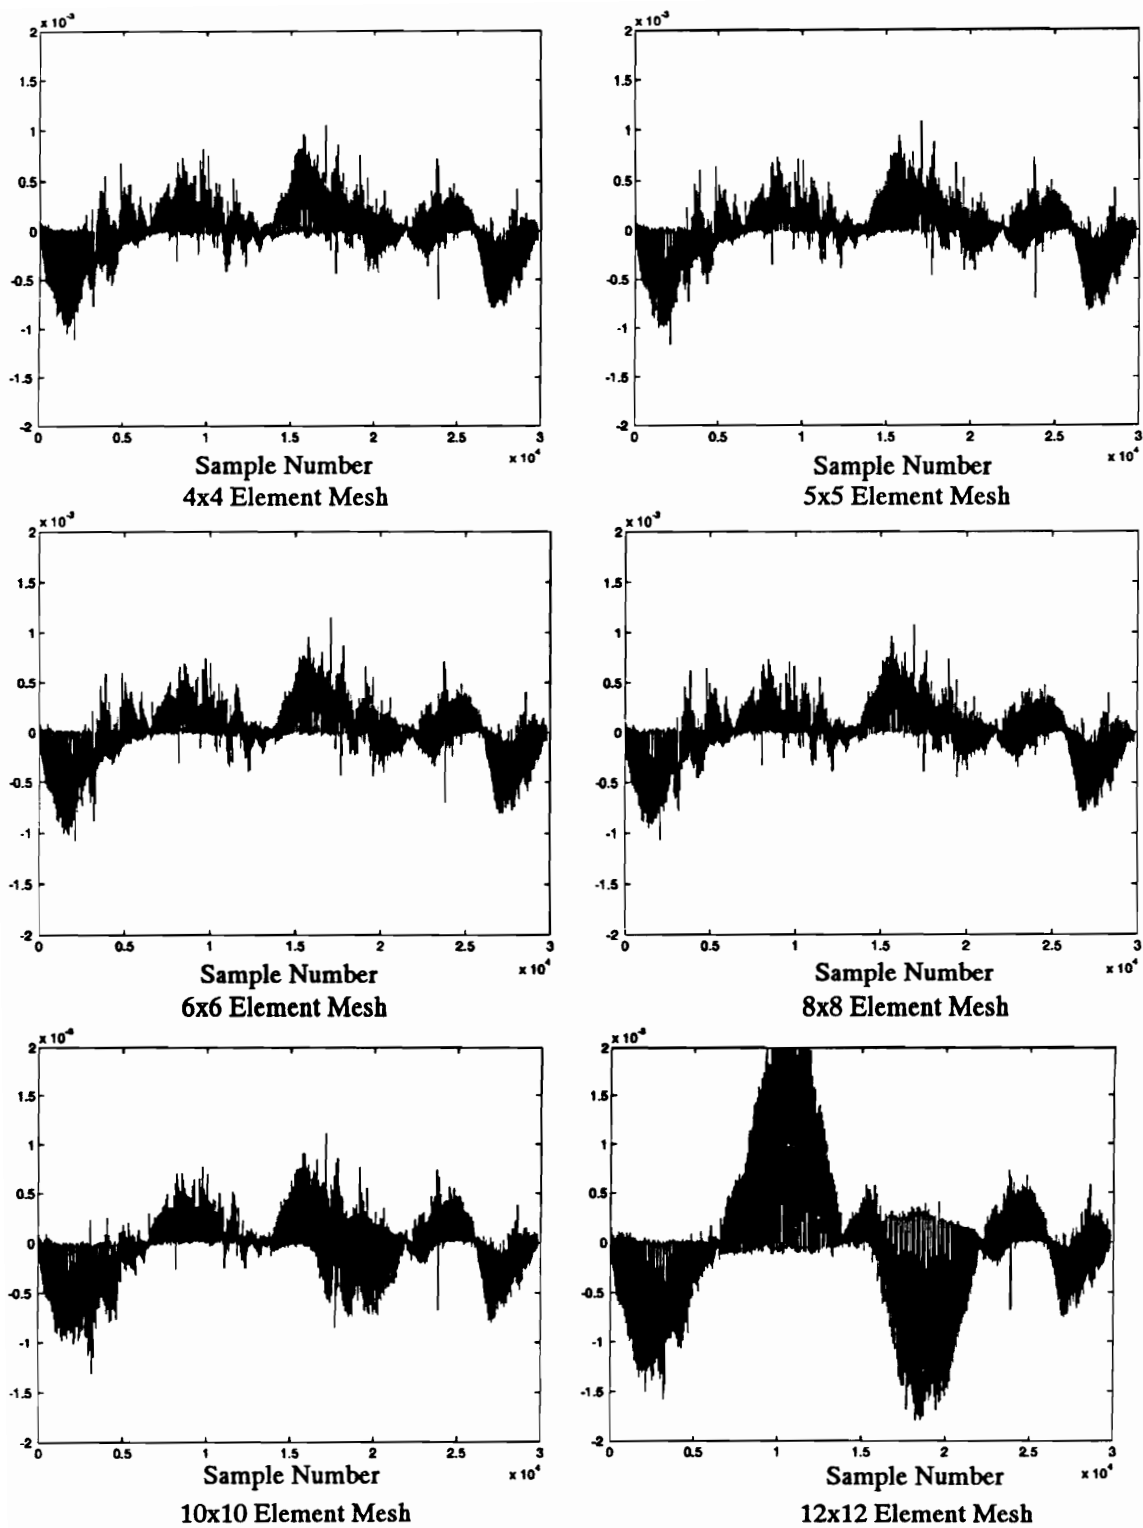 x 10⁻³ x 10⁻³
2 2
1.5 1.5
1 1
0.5 0.5
0 0
-0.5 -0.5
-1 -1
-1.5 -1.5
-2 -2
0 0.5 1 1.5 2 2.5 3 0 0.5 1 1.5 2 2.5 3
Sample Number x 10⁴ Sample Number x 10⁴
4x4 Element Mesh 5x5 Element Mesh
x 10⁻³ x 10⁻³
2 2
1.5 1.5
1 1
0.5 0.5
0 0
-0.5 -0.5
-1 -1
-1.5 -1.5
-2 -2
0 0.5 1 1.5 2 2.5 3 0 0.5 1 1.5 2 2.5 3
Sample Number x 10⁴ Sample Number x 10⁴
6x6 Element Mesh 8x8 Element Mesh
x 10⁻³ x 10⁻³
2 2
1.5 1.5
1 1
0.5 0.5
0 0
-0.5 -0.5
-1 -1
-1.5 -1.5
-2 -2
0 0.5 1 1.5 2 2.5 3 0 0.5 1 1.5 2 2.5 3
Sample Number x 10⁴ Sample Number x 10⁴
10x10 Element Mesh 12x12 Element Mesh